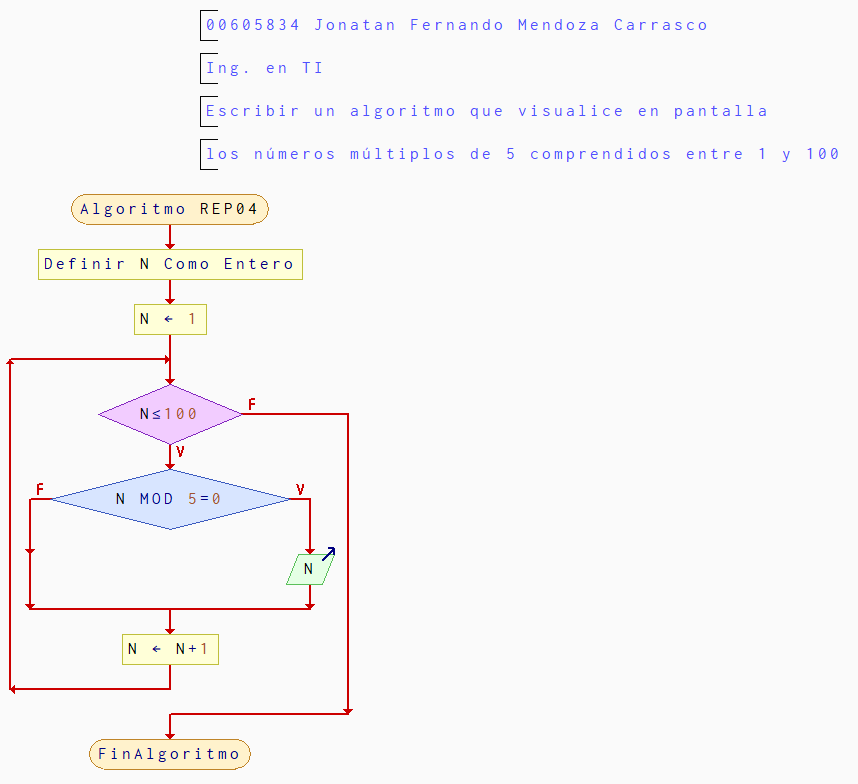 00605834 Jonatan Fernando Mendoza Carrasco
Ing. en TI
Escribir un algoritmo que visualice en pantalla
los números múltiplos de 5 comprendidos entre 1 y 100
Algoritmo REP04
Definir N Como Entero
N ← 1
N≤100
F
V
N MOD 5=0
F
V
N
N ← N+1
FinAlgoritmo